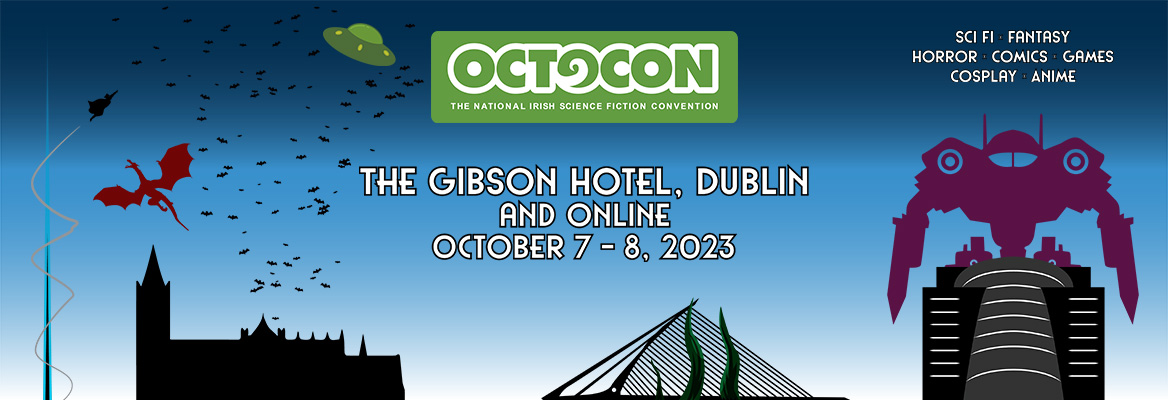 OCTOCON
THE NATIONAL IRISH SCIENCE FICTION CONVENTION
SCI FI · FANTASY
HORROR · COMICS · GAMES
COSPLAY · ANIME
THE GIBSON HOTEL, DUBLIN
AND ONLINE
OCTOBER 7 - 8, 2023